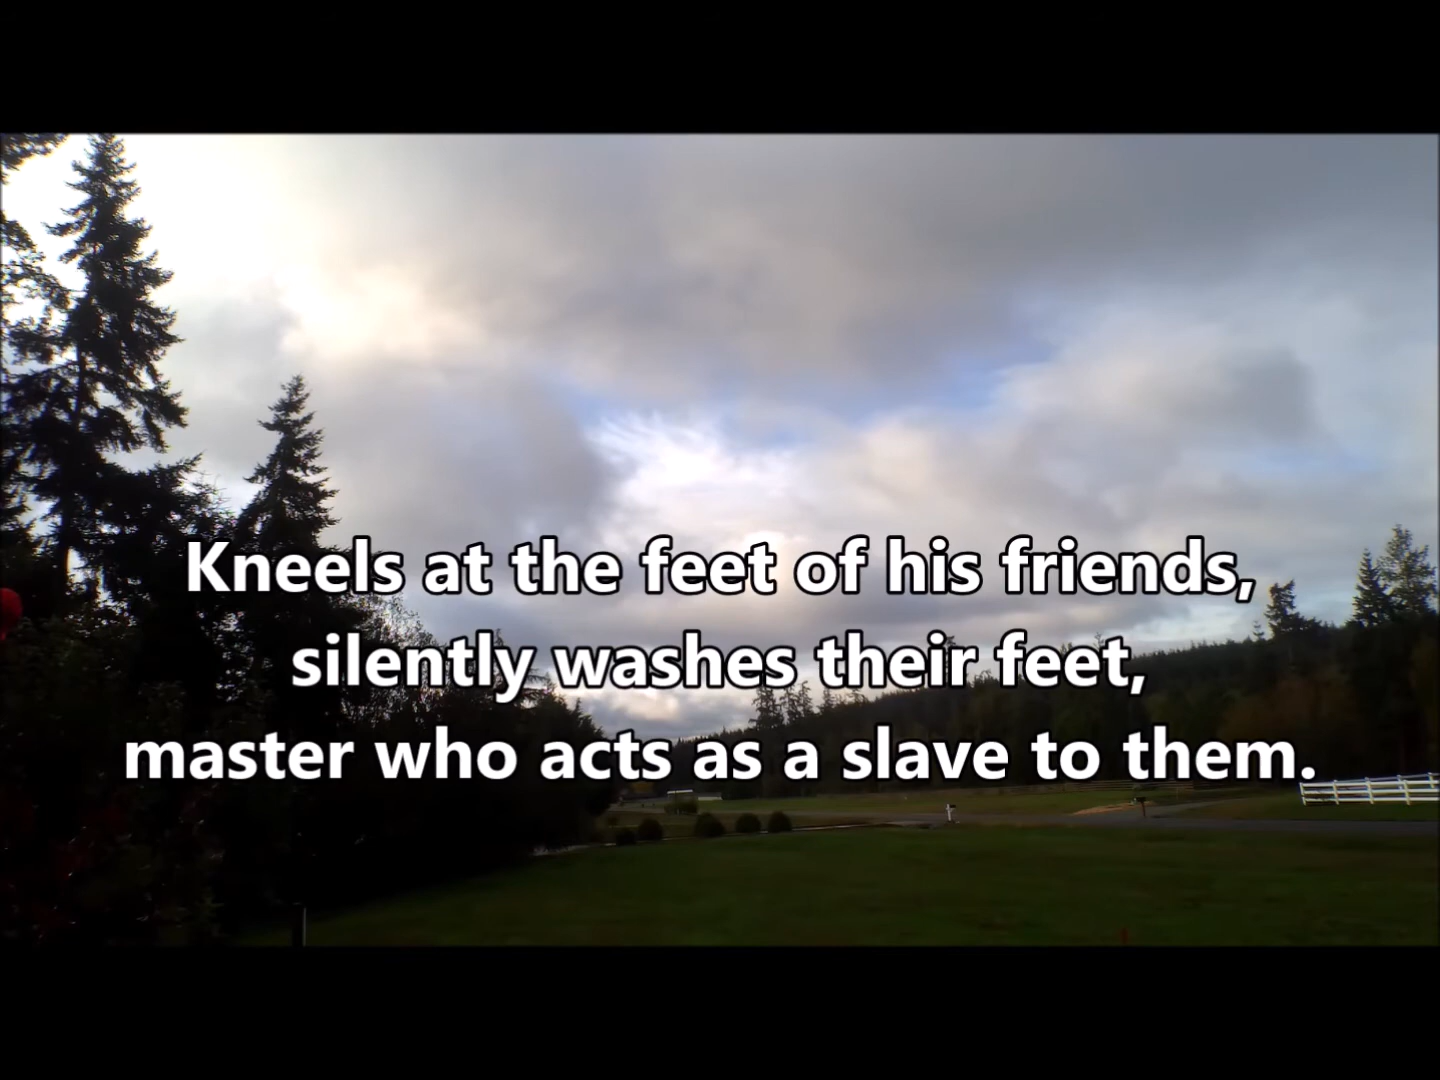 Kneels at the feet of his friends,
silently washes their feet,
master who acts as a slave to them.